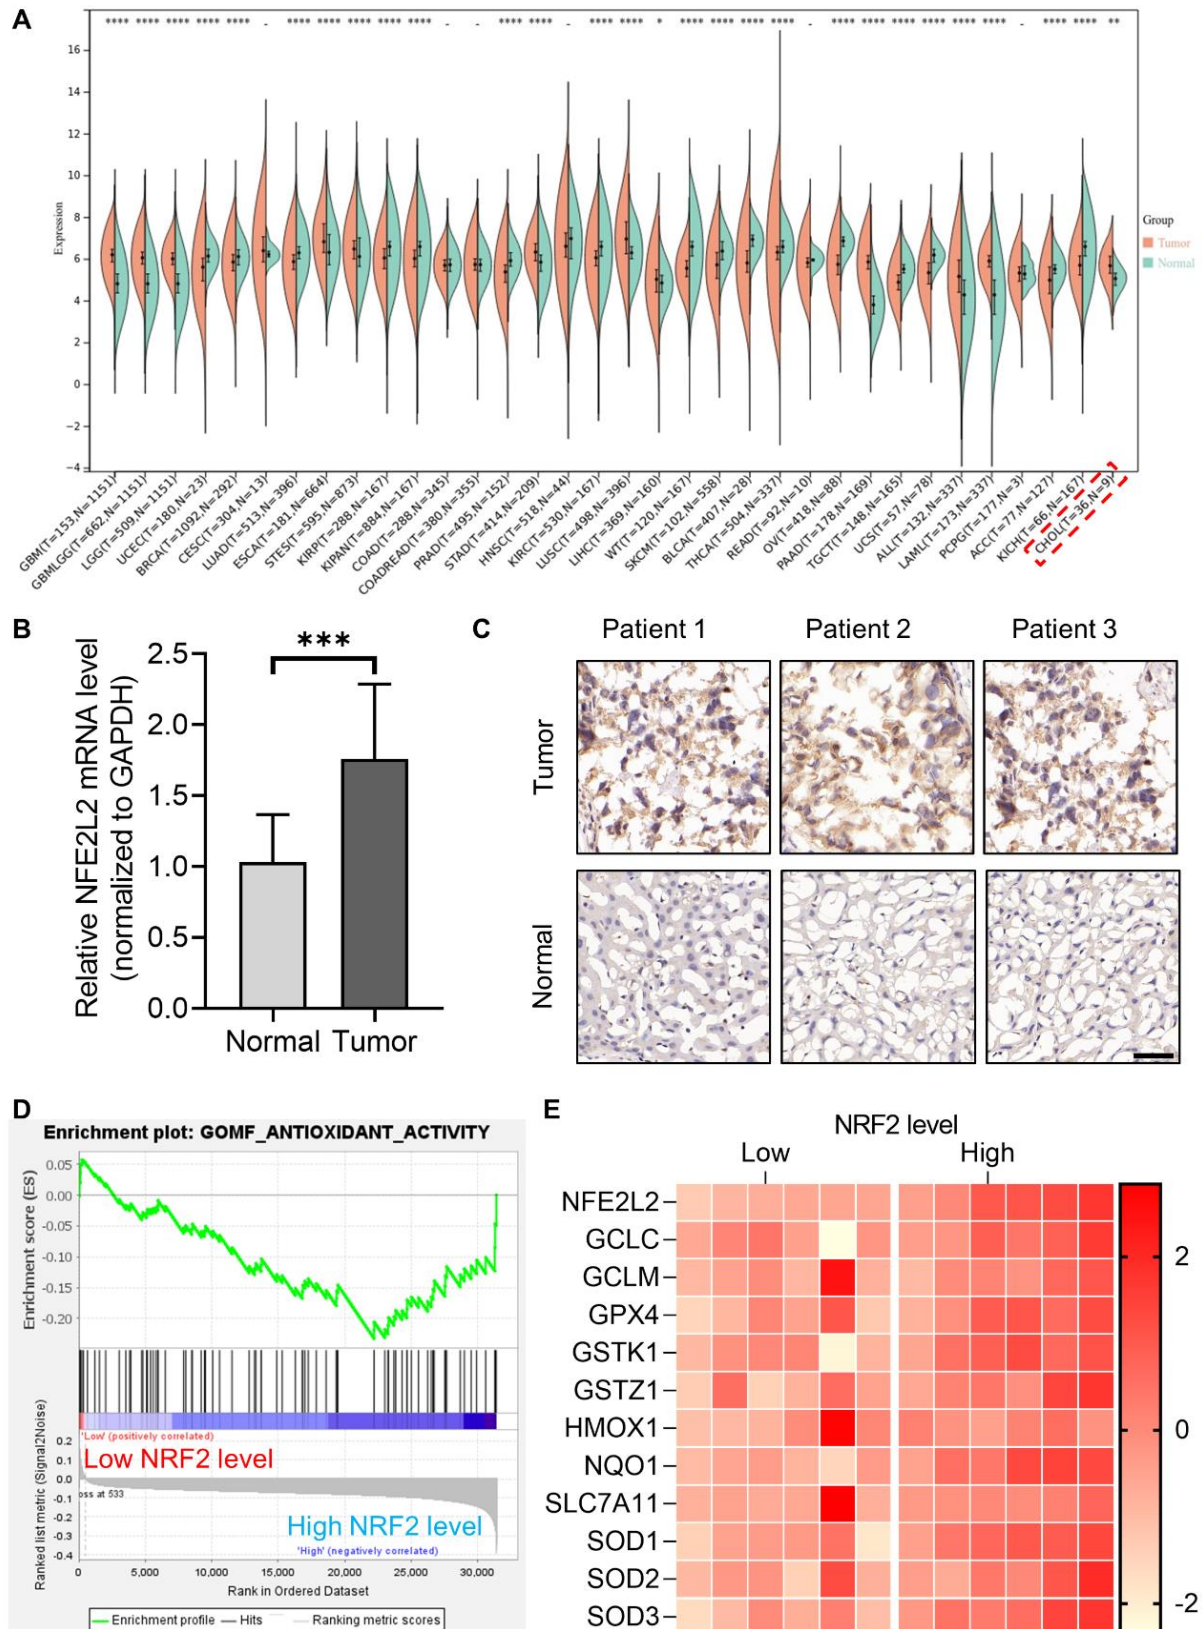 A
**** **** **** **** **** - **** **** **** **** **** - - **** **** - **** **** * **** **** **** **** - **** **** **** **** **** - **** **** **
16
14
12
10
8
6
4
2
0
−2
−4
Expression
Group
Tumor
Normal
GBM(T=153,N=1151)
GBMLGG(T=662,N=1151)
LGG(T=509,N=1151)
UCEC(T=180,N=23)
BRCA(T=1092,N=292)
CESC(T=304,N=13)
LUAD(T=513,N=396)
ESCA(T=181,N=664)
STES(T=595,N=873)
KIRP(T=288,N=167)
KIPAN(T=884,N=167)
COAD(T=288,N=345)
COADREAD(T=380,N=355)
PRAD(T=495,N=152)
STAD(T=414,N=209)
HNSC(T=518,N=44)
KIRC(T=530,N=167)
LUSC(T=498,N=396)
LIHC(T=369,N=160)
WT(T=120,N=167)
SKCM(T=102,N=558)
BLCA(T=407,N=28)
THCA(T=504,N=337)
READ(T=92,N=10)
OV(T=418,N=88)
PAAD(T=178,N=169)
TGCT(T=148,N=165)
UCS(T=57,N=78)
ALL(T=132,N=337)
LAML(T=173,N=337)
PCPG(T=177,N=3)
ACC(T=77,N=127)
KICH(T=66,N=167)
CHOL(T=36,N=9)
B
Relative NFE2L2 mRNA level
(normalized to GAPDH)
2.5
2.0
1.5
1.0
0.5
0.0
***
Normal Tumor
C
Patient 1 Patient 2 Patient 3
Tumor
Normal
D
Enrichment plot: GOMF_ANTIOXIDANT_ACTIVITY
Enrichment score (ES)
0.05
0.00
-0.05
-0.10
-0.15
-0.20
'Low' (positively correlated)
Low NRF2 level
Ranked list metric (Signal2Noise)
0.2
0.1
0.0
-0.1
-0.2
-0.3
-0.4
oss at 533
High NRF2 level
'High' (negatively correlated)
0 5,000 10,000 15,000 20,000 25,000 30,000
Rank in Ordered Dataset
Enrichment profile Hits Ranking metric scores
E
NRF2 level
Low High
NFE2L2
GCLC
GCLM
GPX4
GSTK1
GSTZ1
HMOX1
NQO1
SLC7A11
SOD1
SOD2
SOD3
2
0
-2